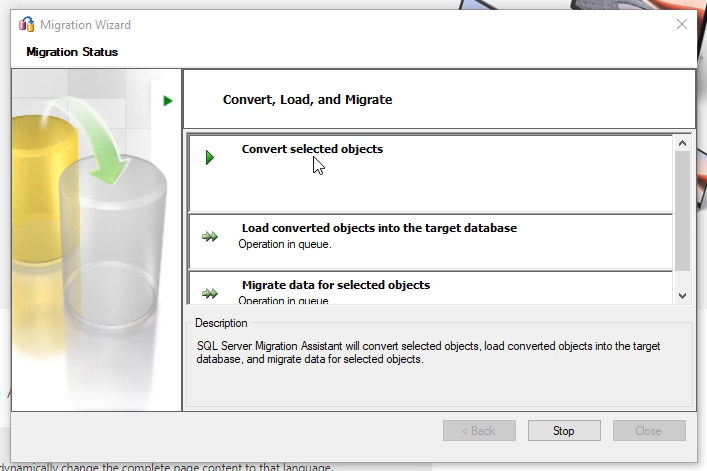 Migration Wizard
Migration Status
Convert, Load, and Migrate
Convert selected objects
Load converted objects into the target database
Operation in queue.
Migrate data for selected objects
Operation in queue
Description
SQL Server Migration Assistant will convert selected objects, load converted objects into the target
database, and migrate data for selected objects.
< Back
Stop
Close
dynamically change the complete page content to that language.